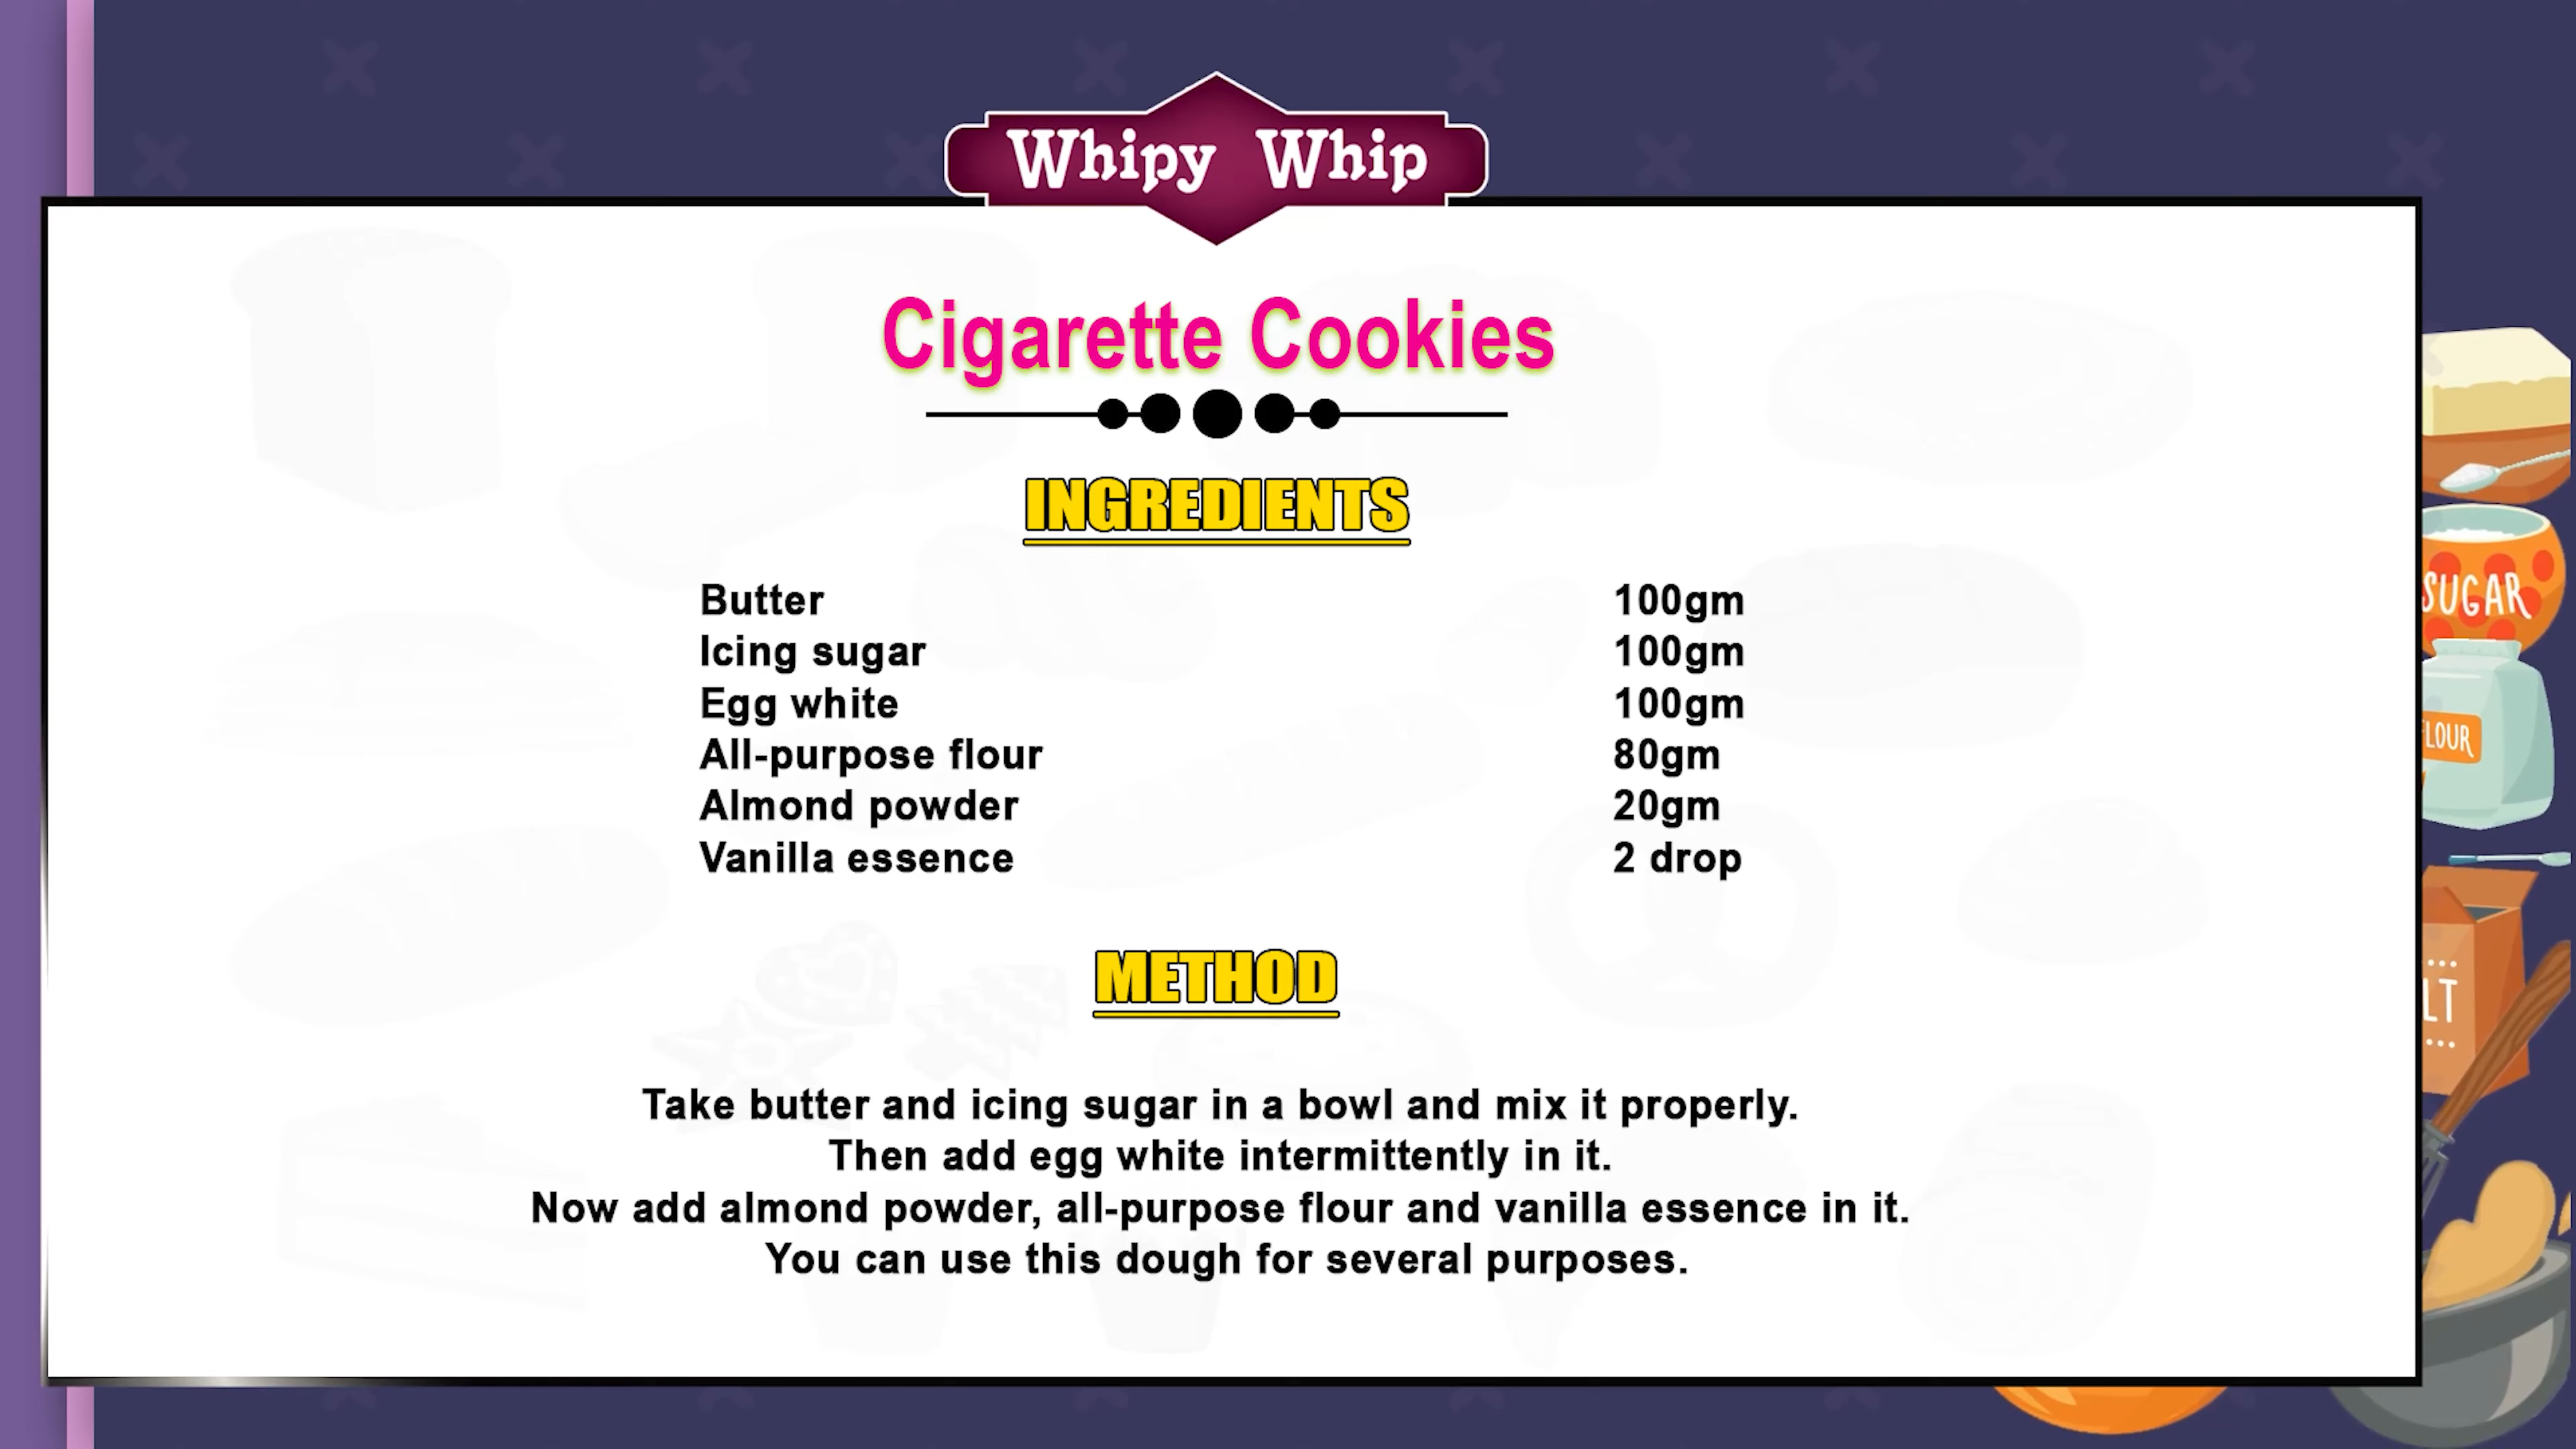 Whipy Whip
Cigarette Cookies
INGREDIENTS
Butter 100gm
Icing sugar 100gm
Egg white 100gm
All-purpose flour 80gm
Almond powder 20gm
Vanilla essence 2 drop
METHOD
Take butter and icing sugar in a bowl and mix it properly.
Then add egg white intermittently in it.
Now add almond powder, all-purpose flour and vanilla essence in it.
You can use this dough for several purposes.
SUGAR
LOUR
LT